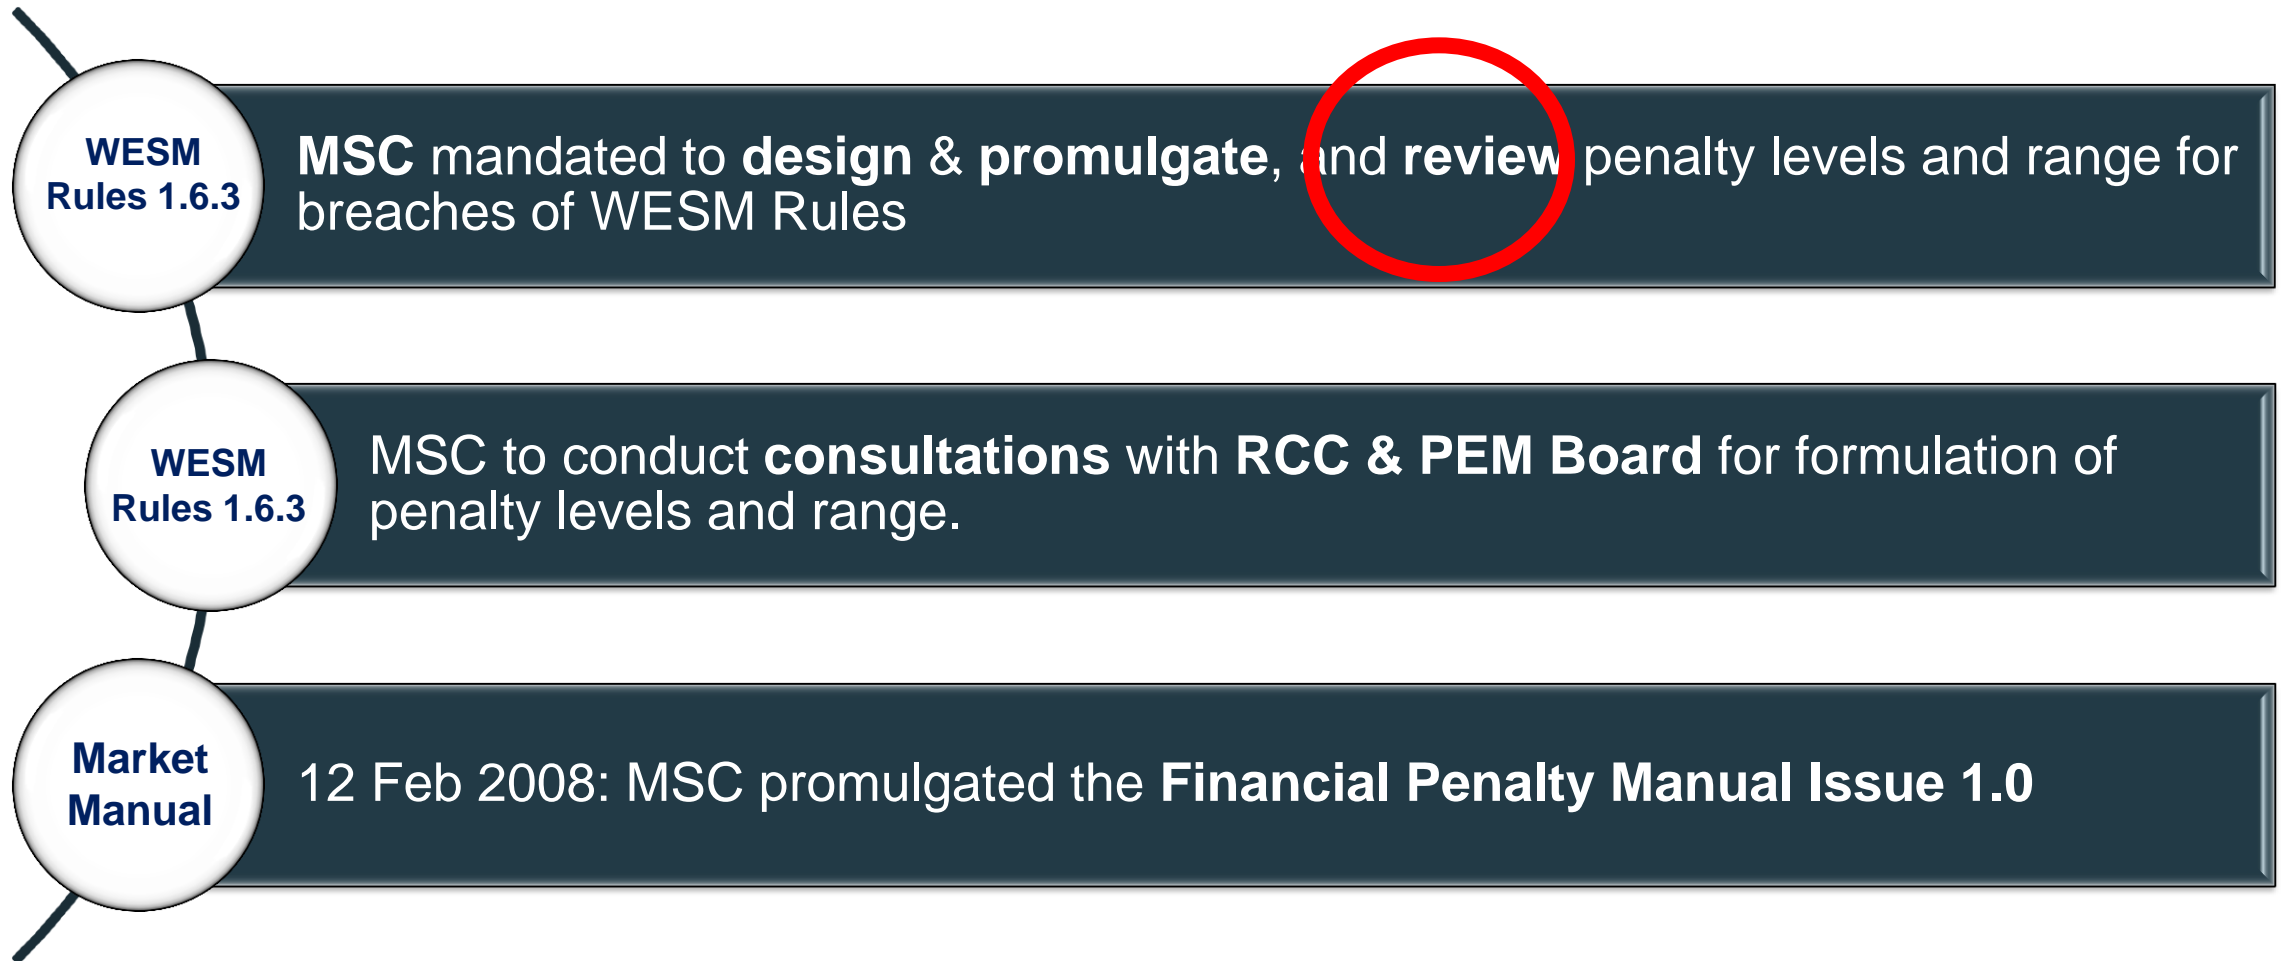 WESM
Rules 1.6.3
MSC mandated to design & promulgate, and review penalty levels and range for
breaches of WESM Rules
WESM
Rules 1.6.3
MSC to conduct consultations with RCC & PEM Board for formulation of
penalty levels and range.
Market
Manual
12 Feb 2008: MSC promulgated the Financial Penalty Manual Issue 1.0